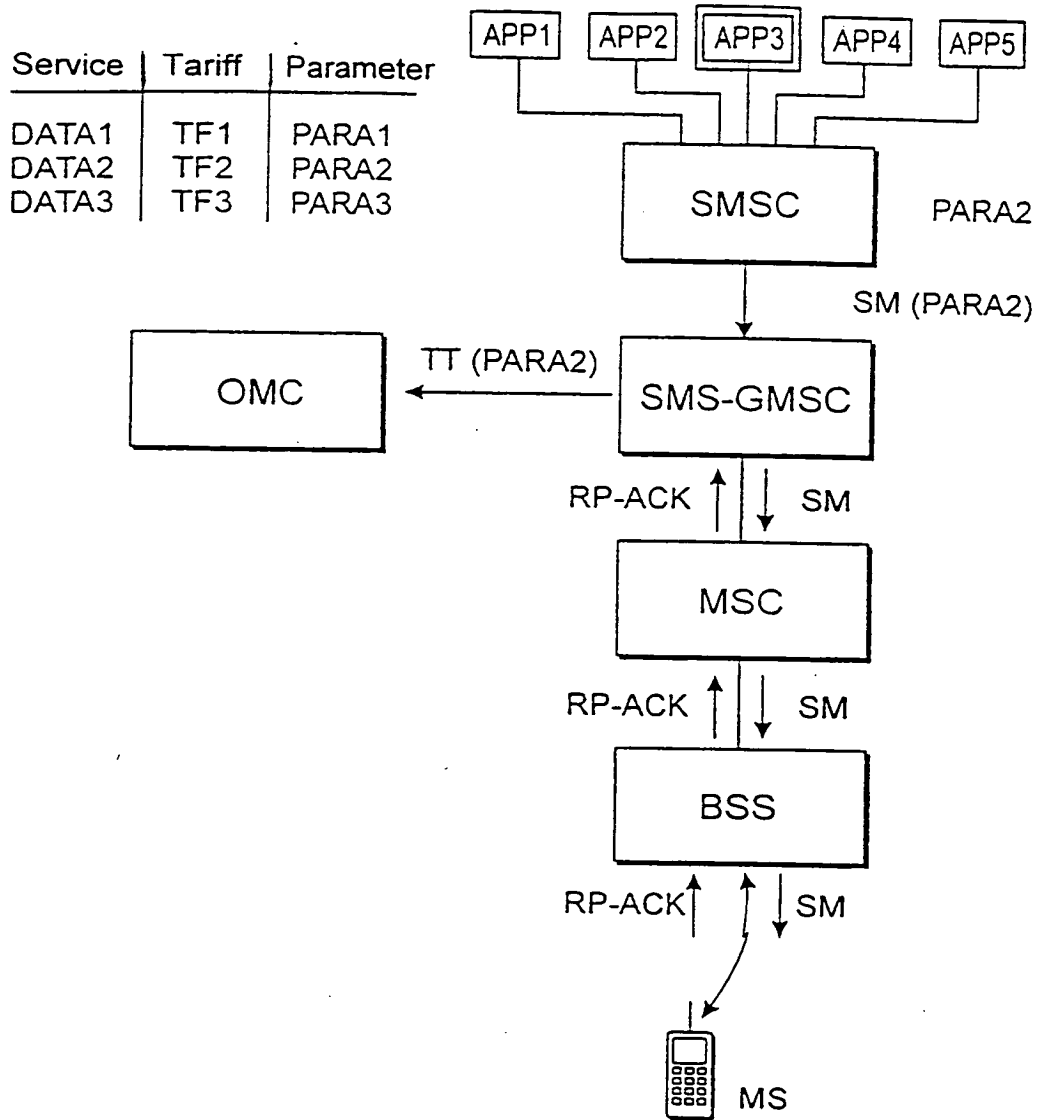 APP1 APP2 APP3 APP4 APP5
Service Tariff Parameter
DATA1 TF1 PARA1
DATA2 TF2 PARA2
DATA3 TF3 PARA3
SMSC PARA2
SM (PARA2)
OMC TT (PARA2) SMS-GMSC
RP-ACK SM
MSC
RP-ACK SM
BSS
RP-ACK SM
MS